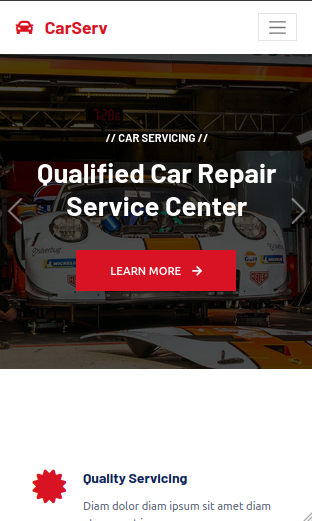 CarServ
// CAR SERVICING //
Qualified Car Repair
Service Center
LEARN MORE
Quality Servicing
Diam dolor diam ipsum sit amet diam